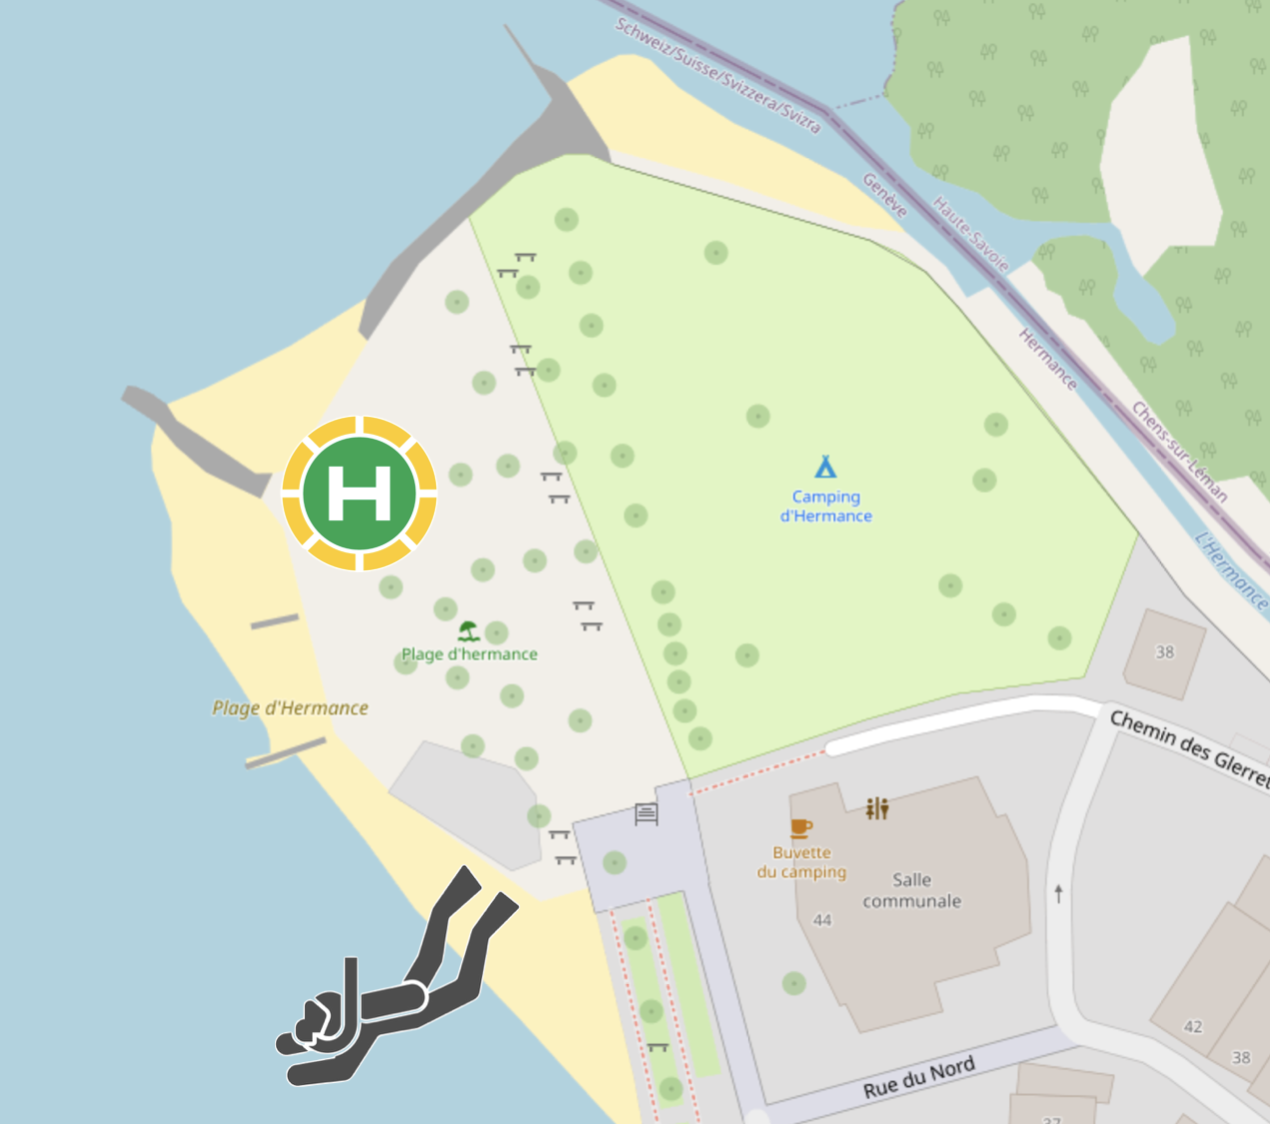 Schweiz/Suisse/Svizzera/Svizra
Genève
Haute-Savoie
Hermance
Chens-sur-Léman
L'Hermance
H
Camping
d'Hermance
Plage d'hermance
Plage d'Hermance
38
Chemin des Glerret
Buvette
du camping
Salle
communale
44
42
38
Rue du Nord